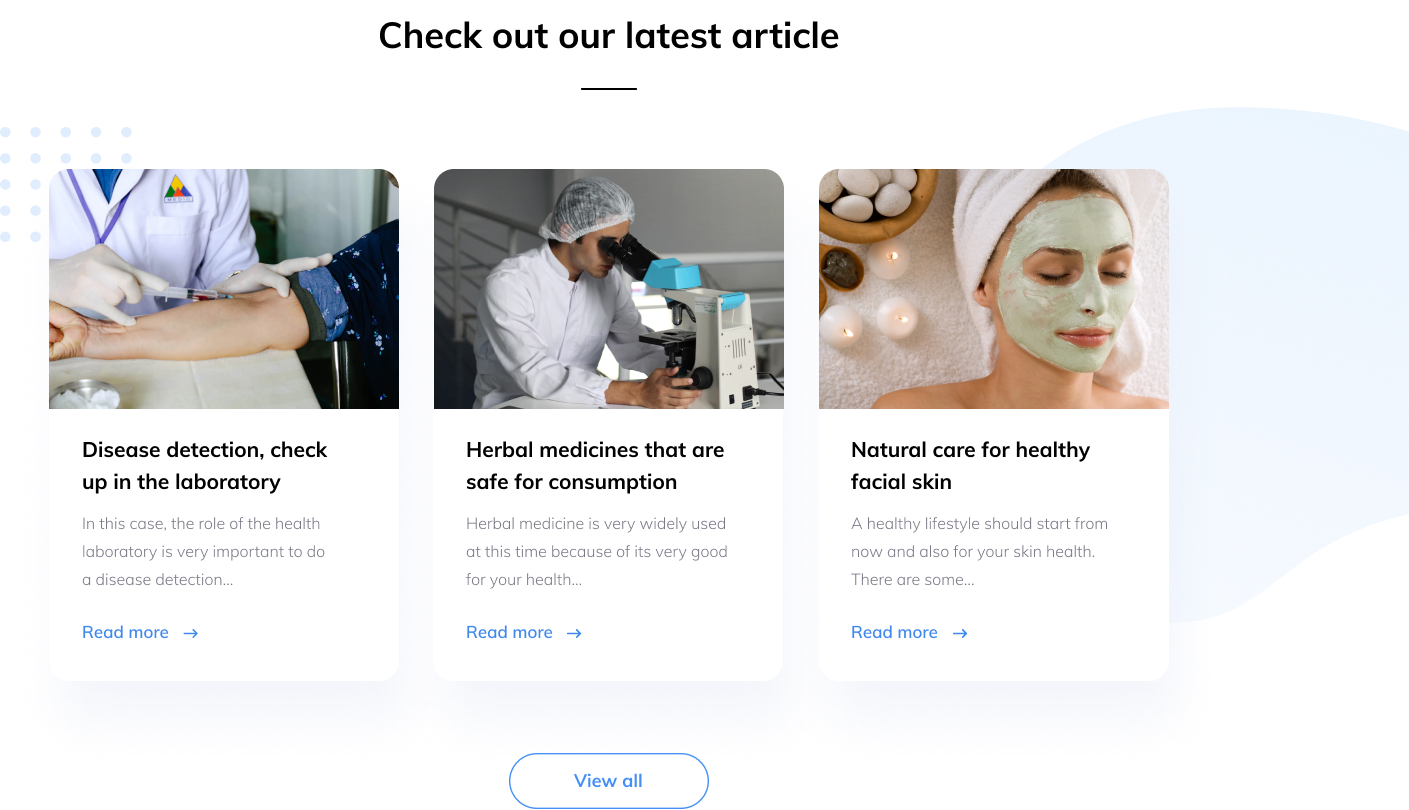 Check out our latest article
Disease detection, check
up in the laboratory
In this case, the role of the health
laboratory is very important to do
a disease detection...
Read more
Herbal medicines that are
safe for consumption
Herbal medicine is very widely used
at this time because of its very good
for your health...
Read more
Natural care for healthy
facial skin
A healthy lifestyle should start from
now and also for your skin health.
There are some...
Read more
View all